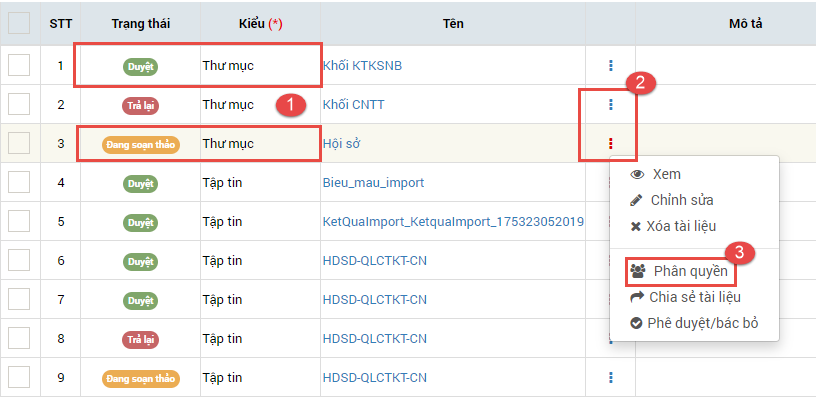 STT Trạng thái Kiểu (*) Tên Mô tả
1 Duyệt Thư mục Khối KTKSNB
2
2 Trả lại Thư mục 1 Khối CNTT
3 Đang soạn thảo Thư mục Hội sở
Xem
4 Duyệt Tập tin Bieu_mau_import
Chỉnh sửa
5 Duyệt Tập tin KetQuaImport_KetquaImport_175323052019
Xóa tài liệu
3
6 Duyệt Tập tin HDSD-QLCTKT-CN
Phân quyền
7 Duyệt Tập tin HDSD-QLCTKT-CN
Chia sẻ tài liệu
8 Trả lại Tập tin HDSD-QLCTKT-CN
Phê duyệt/bác bỏ
9 Đang soạn thảo Tập tin HDSD-QLCTKT-CN